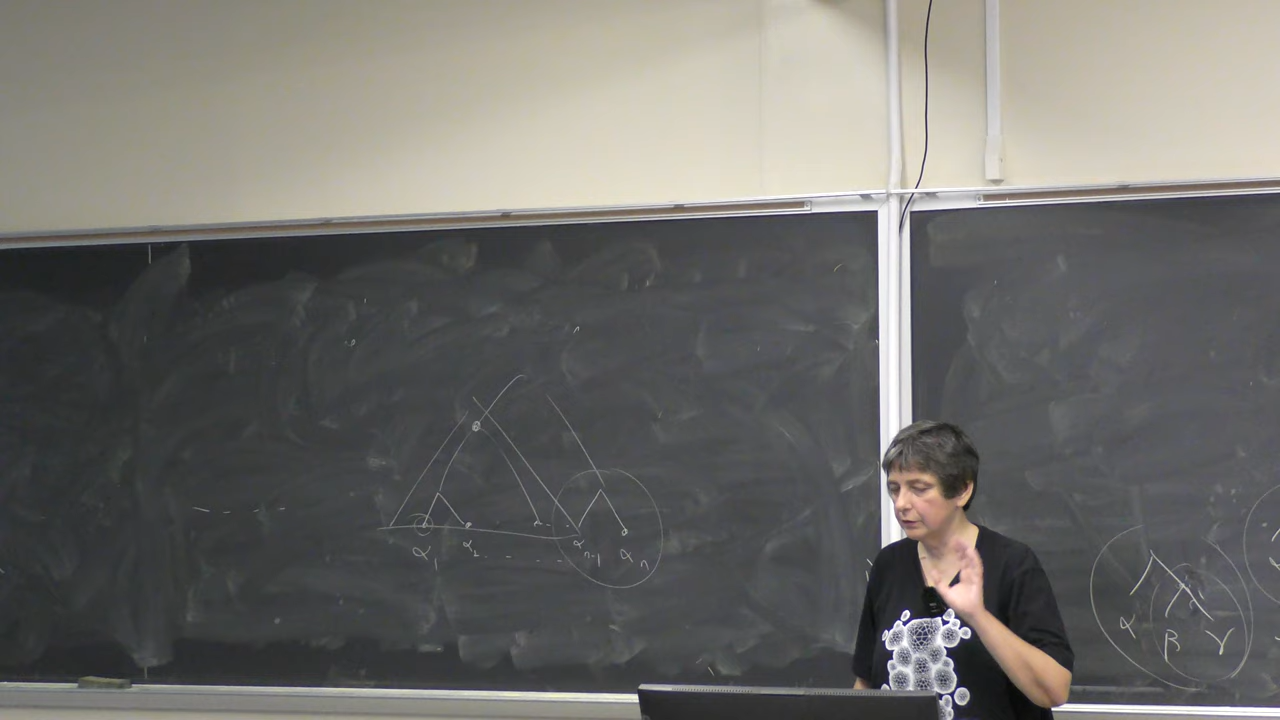 α₁ α₂ ..... αₙ₋₁ αₙ
α β γ